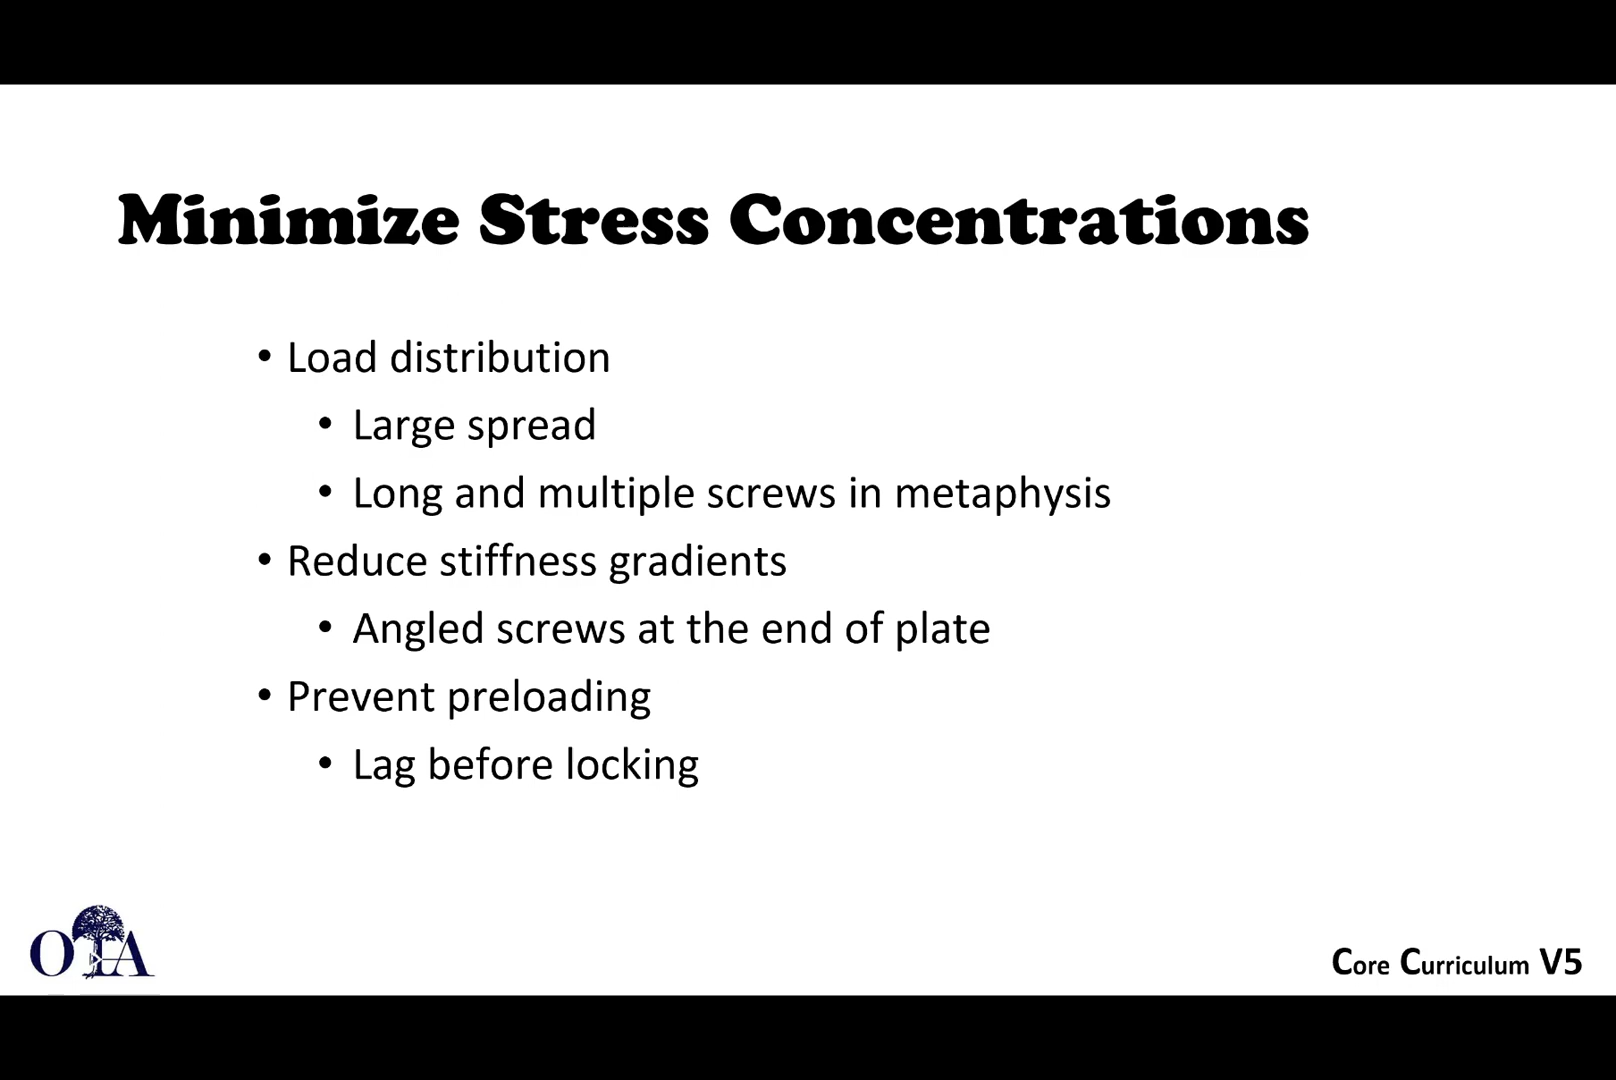 Minimize Stress Concentrations
• Load distribution
• Large spread
• Long and multiple screws in metaphysis
• Reduce stiffness gradients
• Angled screws at the end of plate
• Prevent preloading
• Lag before locking
OTA
Core Curriculum V5